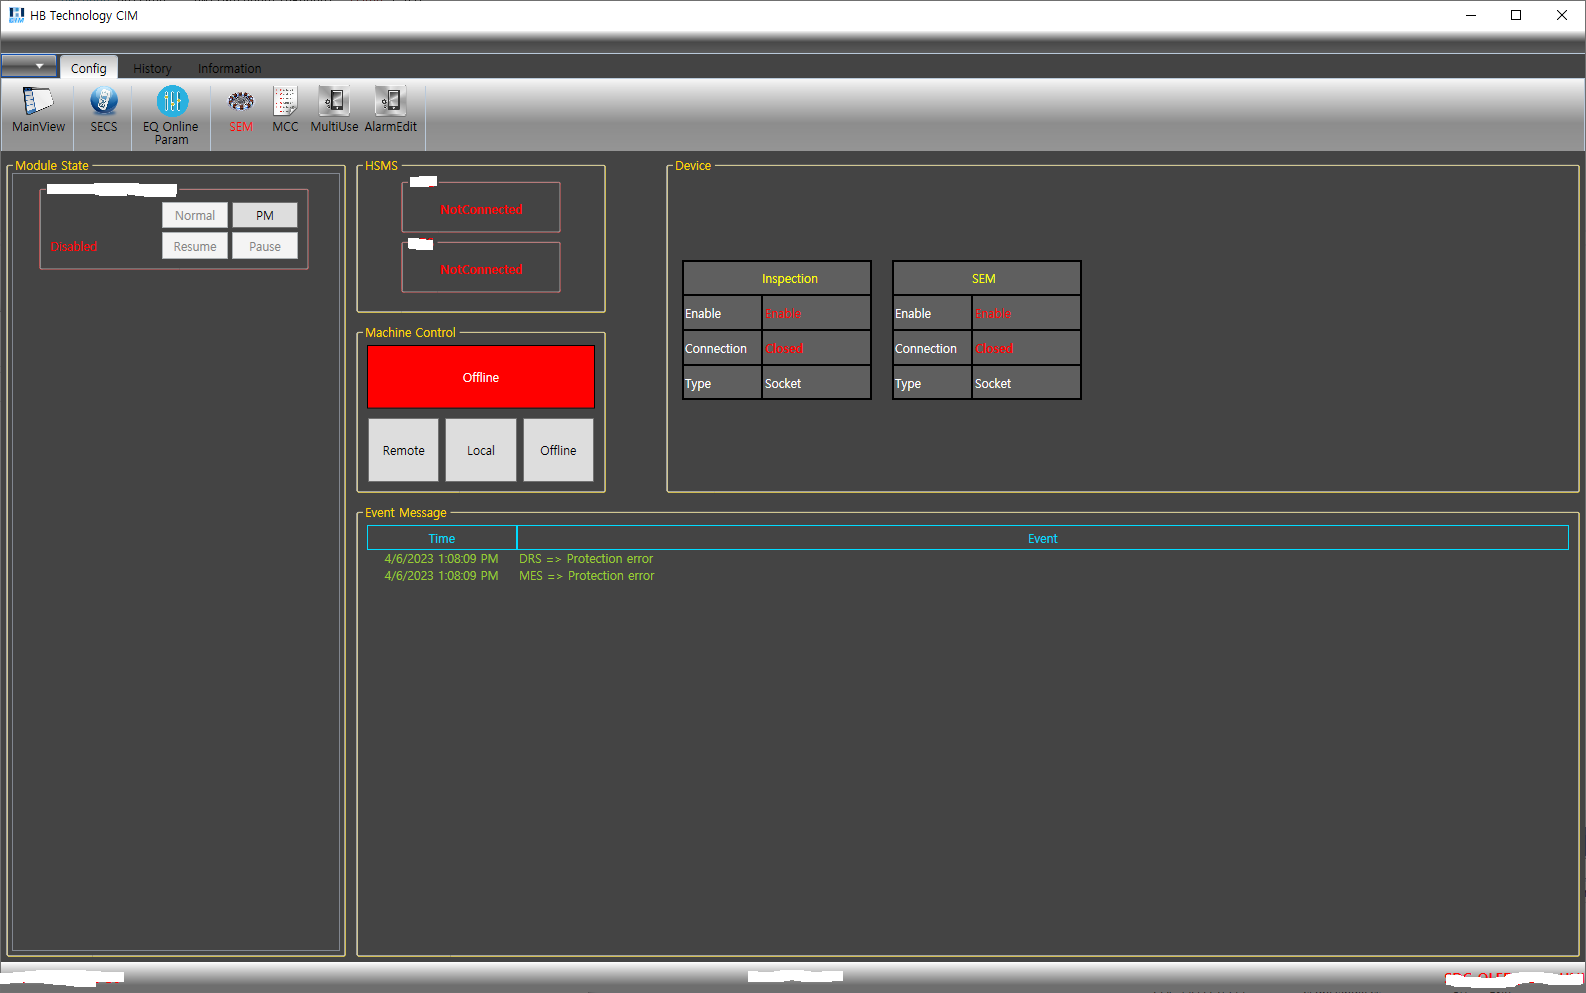 HB Technology CIM
Config History Information
MainView SECS EQ Online Param SEM MCC MultiUse AlarmEdit
Module State
Normal PM
Disabled
Resume Pause
HSMS
NotConnected
NotConnected
Machine Control
Offline
Remote Local Offline
Device
Inspection
Enable Enable
Connection Closed
Type Socket
SEM
Enable Enable
Connection Closed
Type Socket
Event Message
Time Event
4/6/2023 1:08:09 PM DRS => Protection error
4/6/2023 1:08:09 PM MES => Protection error